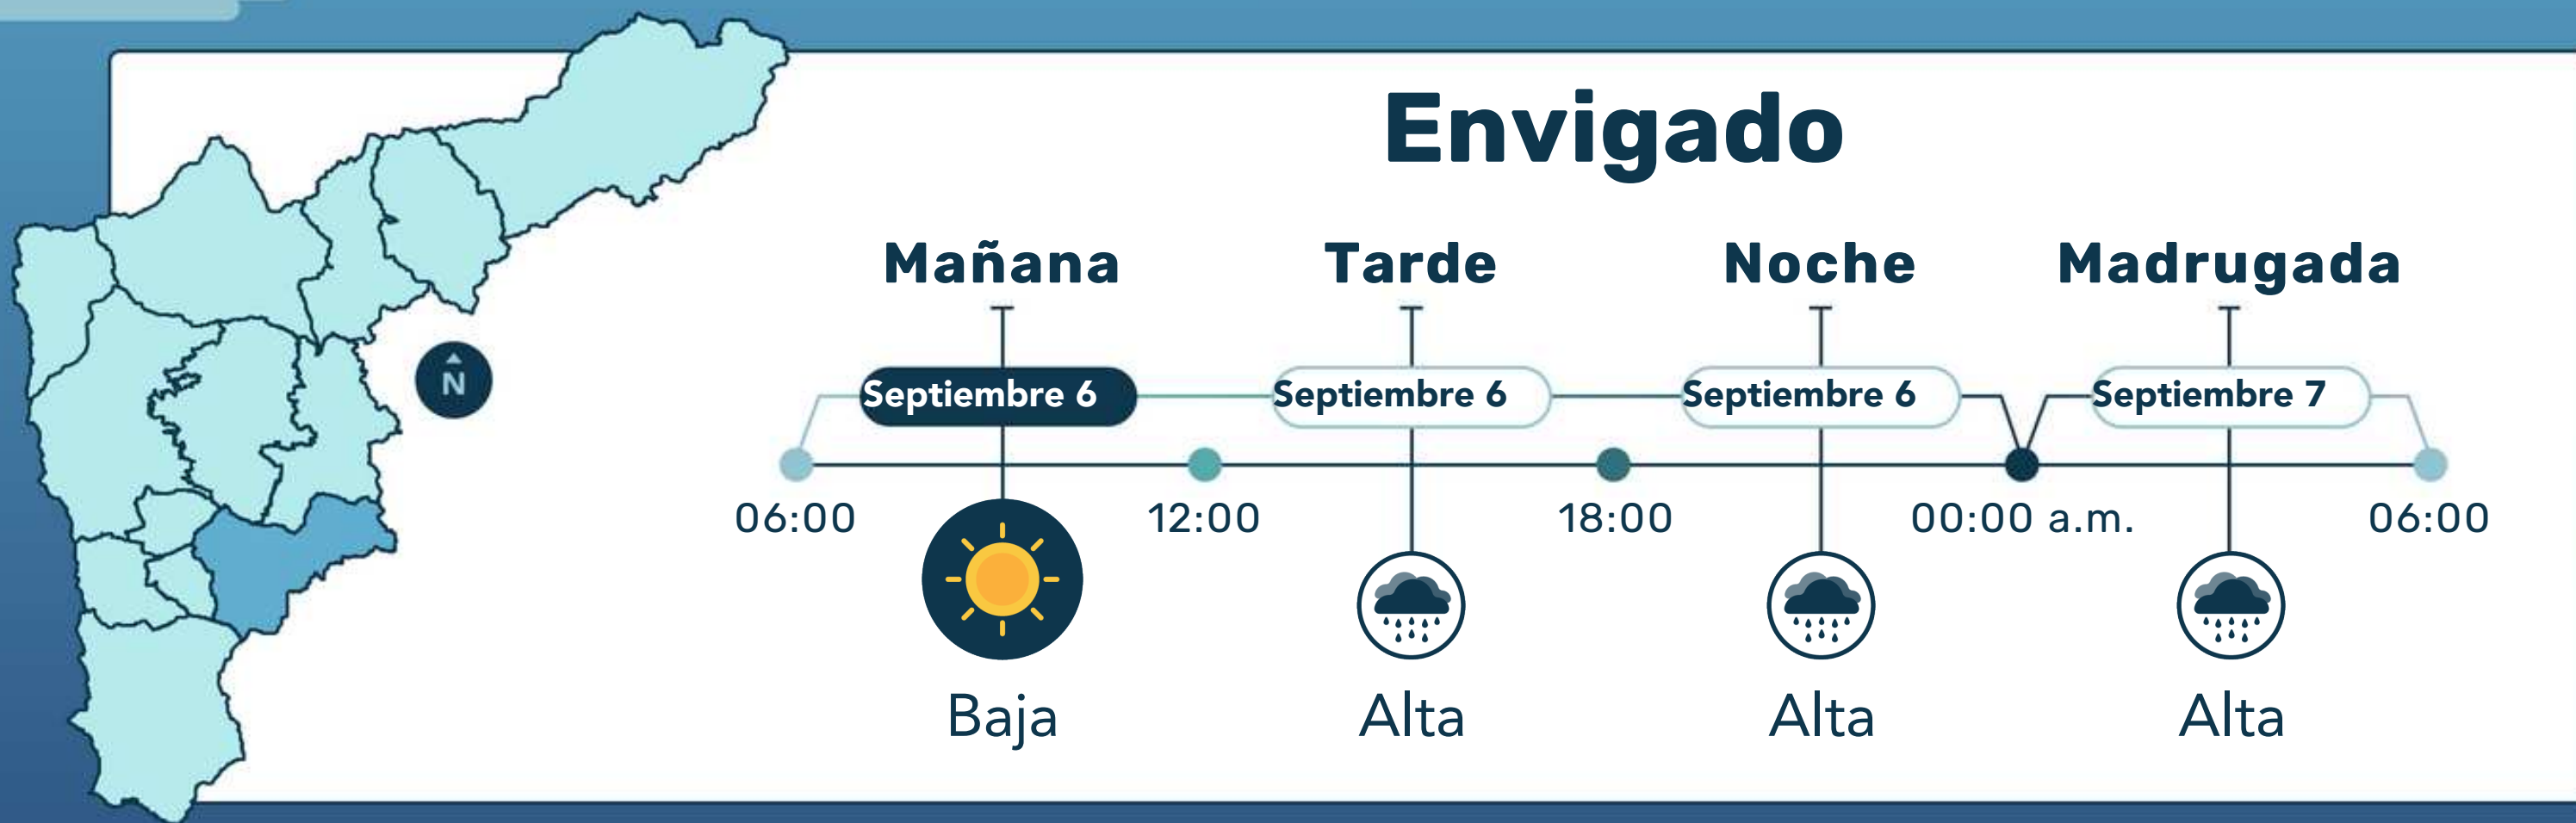 Envigado
Mañana Tarde Noche Madrugada
N
Septiembre 6 Septiembre 6 Septiembre 6 Septiembre 7
06:00 12:00 18:00 00:00 a.m. 06:00
Baja Alta Alta Alta